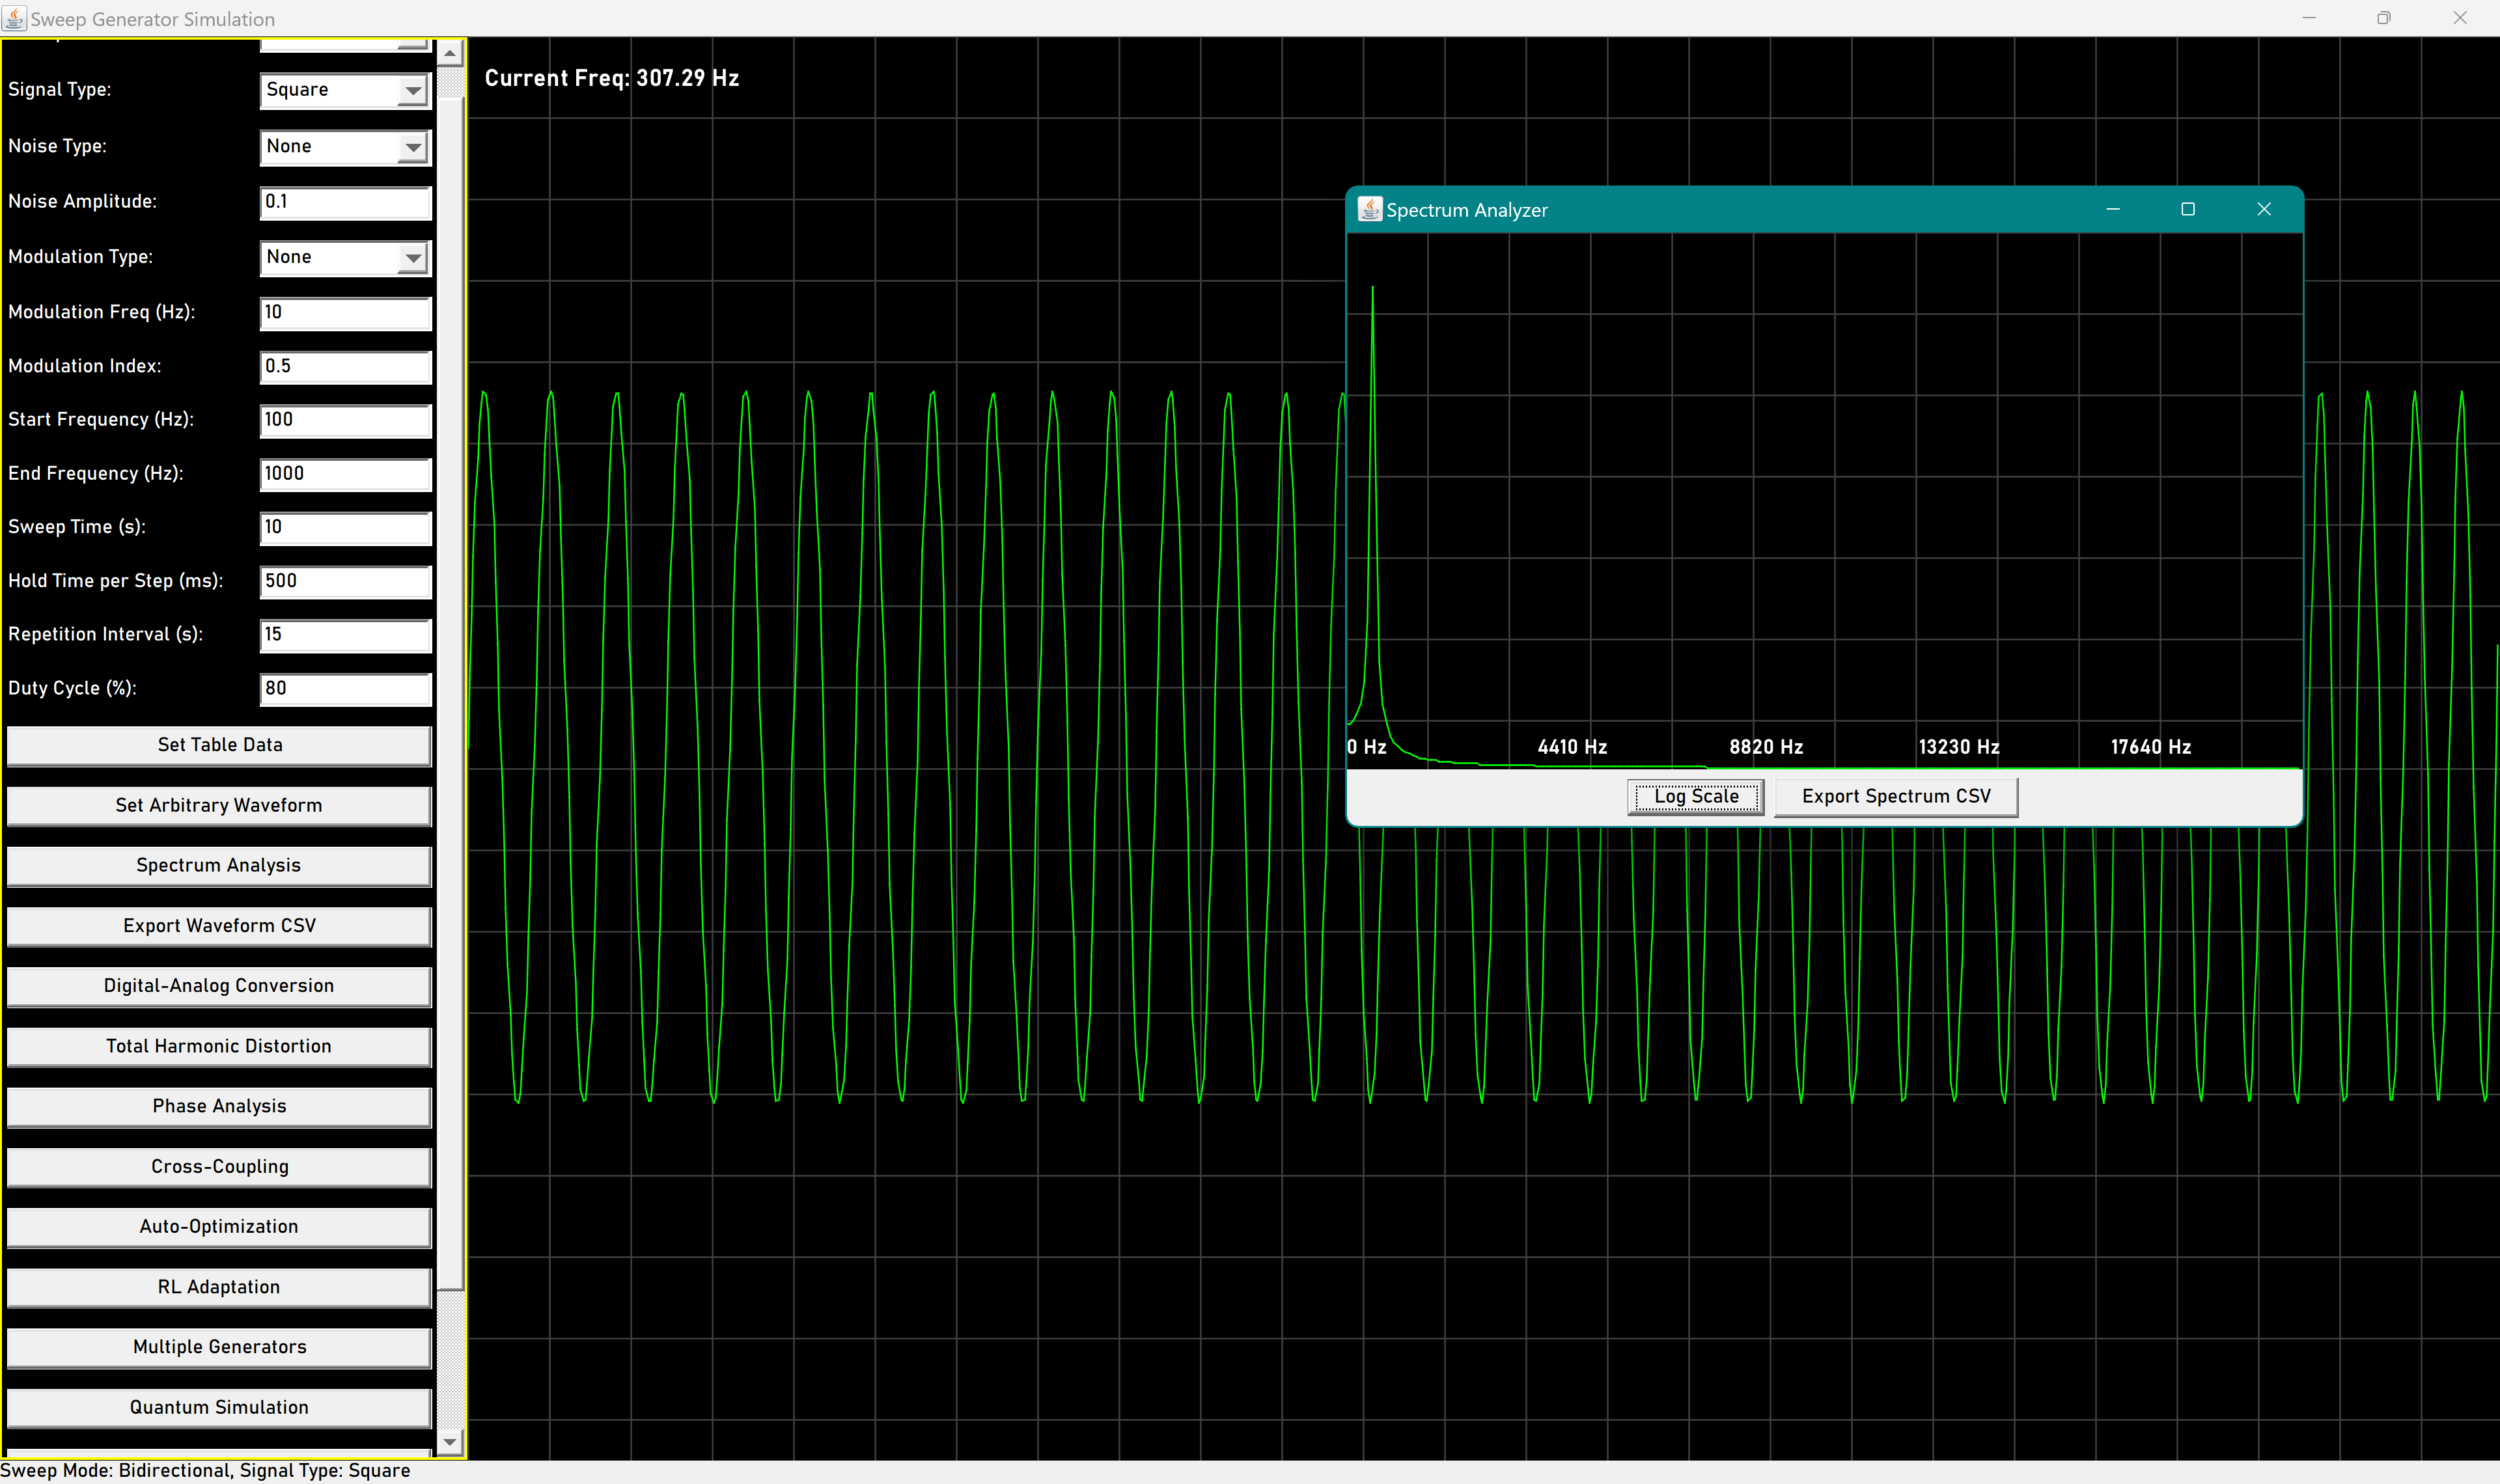 Sweep Generator Simulation
Signal Type: Square
Noise Type: None
Noise Amplitude: 0.1
Modulation Type: None
Modulation Freq (Hz): 10
Modulation Index: 0.5
Start Frequency (Hz): 100
End Frequency (Hz): 1000
Sweep Time (s): 10
Hold Time per Step (ms): 500
Repetition Interval (s): 15
Duty Cycle (%): 80
Set Table Data
Set Arbitrary Waveform
Spectrum Analysis
Export Waveform CSV
Digital-Analog Conversion
Total Harmonic Distortion
Phase Analysis
Cross-Coupling
Auto-Optimization
RL Adaptation
Multiple Generators
Quantum Simulation
Current Freq: 307.29 Hz
Spectrum Analyzer
0 Hz 4410 Hz 8820 Hz 13230 Hz 17640 Hz
Log Scale Export Spectrum CSV
Sweep Mode: Bidirectional, Signal Type: Square